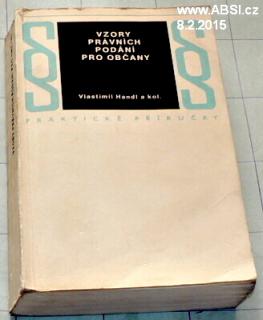 www.ABSI.cz
8.2.2015
VZORY
PRÁVNÍCH
PODÁNÍ
PRO OBČANY
Vlastimil Handl a kol.
PRAKTICKÉ PŘÍRUČKY